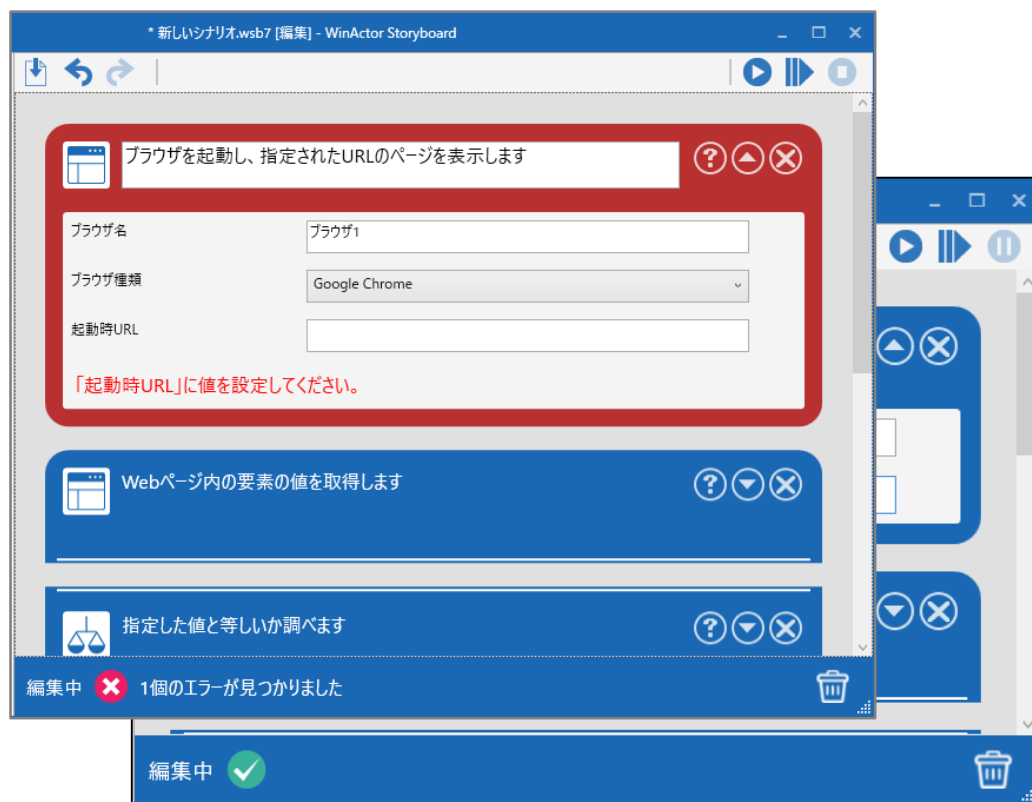 * 新しいシナリオ.wsb7 [編集] - WinActor Storyboard
ブラウザを起動し、指定されたURLのページを表示します
ブラウザ名
ブラウザ1
ブラウザ種類
Google Chrome
起動時URL
「起動時URL」に値を設定してください。
Webページ内の要素の値を取得します
指定した値と等しいか調べます
編集中
1個のエラーが見つかりました
編集中